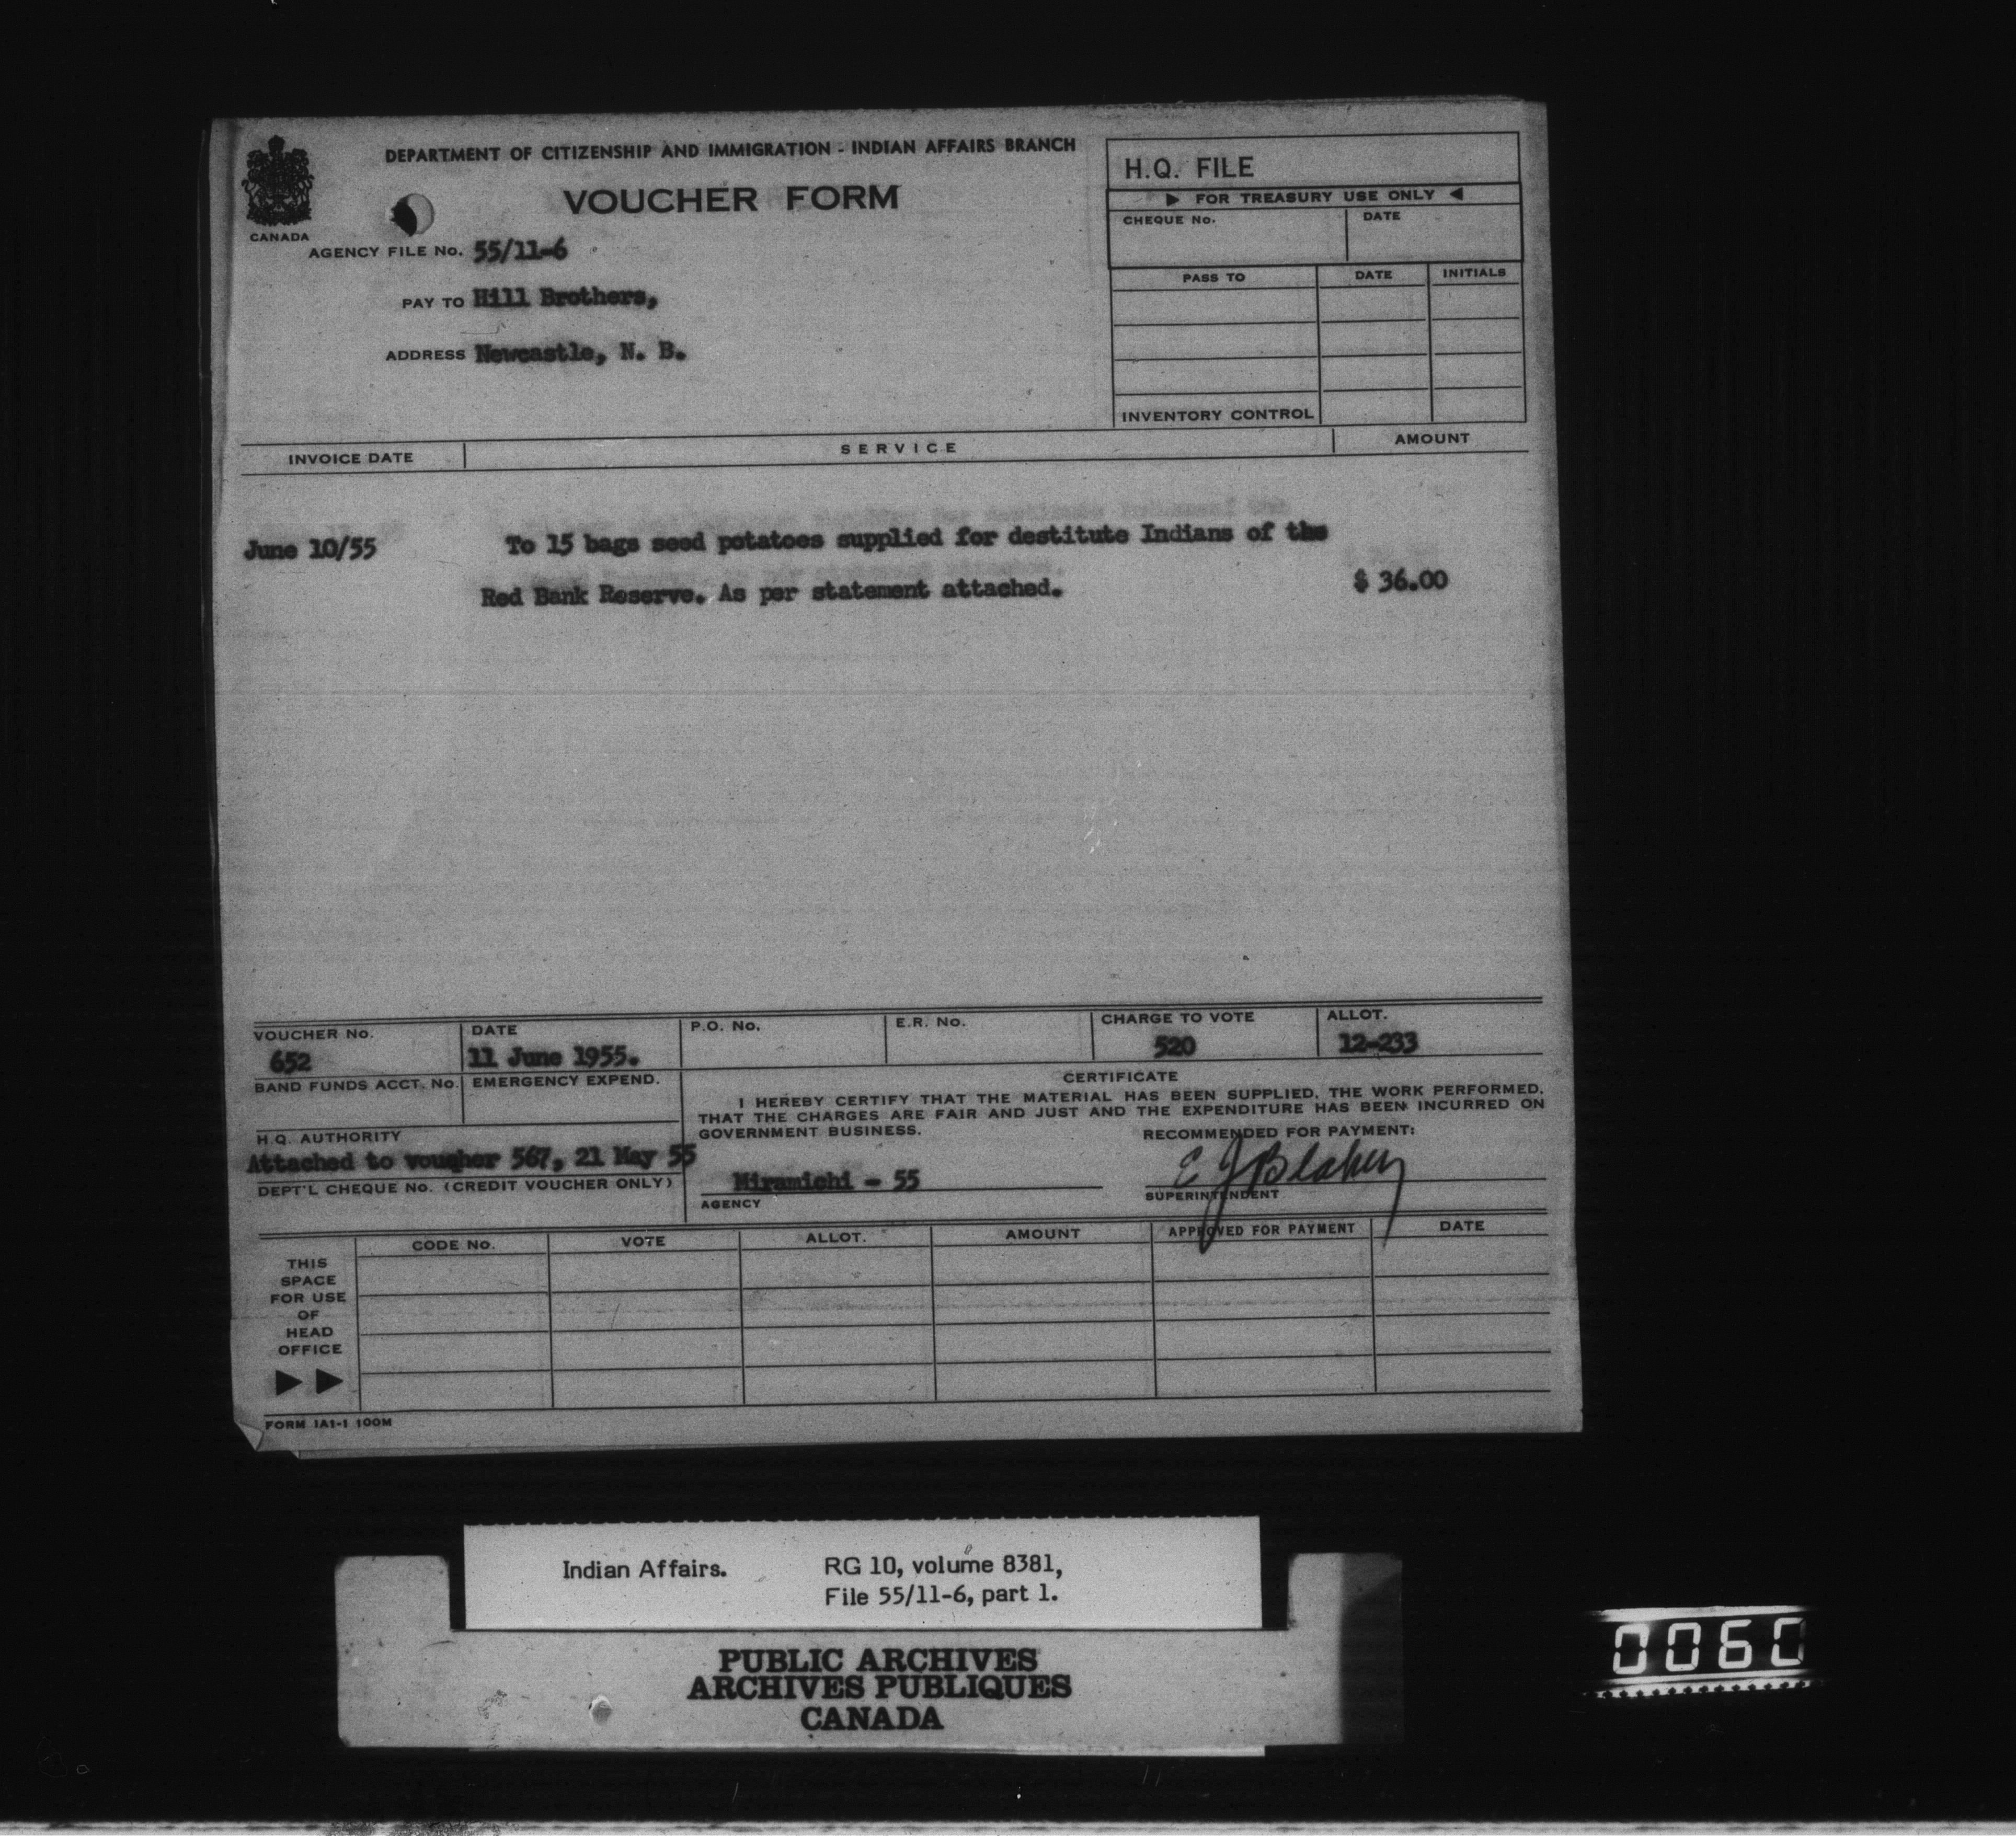 DEPARTMENT OF CITIZENSHIP AND IMMIGRATION - INDIAN AFFAIRS BRANCH
VOUCHER FORM
CANADA
AGENCY FILE No. 55/11-6
PAY TO Hill Brothers,
ADDRESS Newcastle, N. B.
H.Q. FILE
▶ FOR TREASURY USE ONLY ◀
CHEQUE No. DATE
PASS TO DATE INITIALS
INVENTORY CONTROL
INVOICE DATE SERVICE AMOUNT
June 10/55 To 15 bags seed potatoes supplied for destitute Indians of the
Red Bank Reserve. As per statement attached. $ 36.00
VOUCHER No. DATE P.O. No. E.R. No. CHARGE TO VOTE ALLOT.
652 11 June 1955. 520 12-233
BAND FUNDS ACCT. No. EMERGENCY EXPEND.
CERTIFICATE
I HEREBY CERTIFY THAT THE MATERIAL HAS BEEN SUPPLIED, THE WORK PERFORMED,
THAT THE CHARGES ARE FAIR AND JUST AND THE EXPENDITURE HAS BEEN INCURRED ON
GOVERNMENT BUSINESS.
H.Q. AUTHORITY
Attached to voucher 567, 21 May 55
DEPT'L CHEQUE No. (CREDIT VOUCHER ONLY)
RECOMMENDED FOR PAYMENT:
Miramichi - 55
AGENCY
E J Blakey
SUPERINTENDENT
CODE No. VOTE ALLOT. AMOUNT APPROVED FOR PAYMENT DATE
THIS
SPACE
FOR USE
OF
HEAD
OFFICE
▶ ▶
FORM IA1-1 100M
Indian Affairs. RG 10, volume 8381,
File 55/11-6, part 1.
PUBLIC ARCHIVES
ARCHIVES PUBLIQUES
CANADA
0060